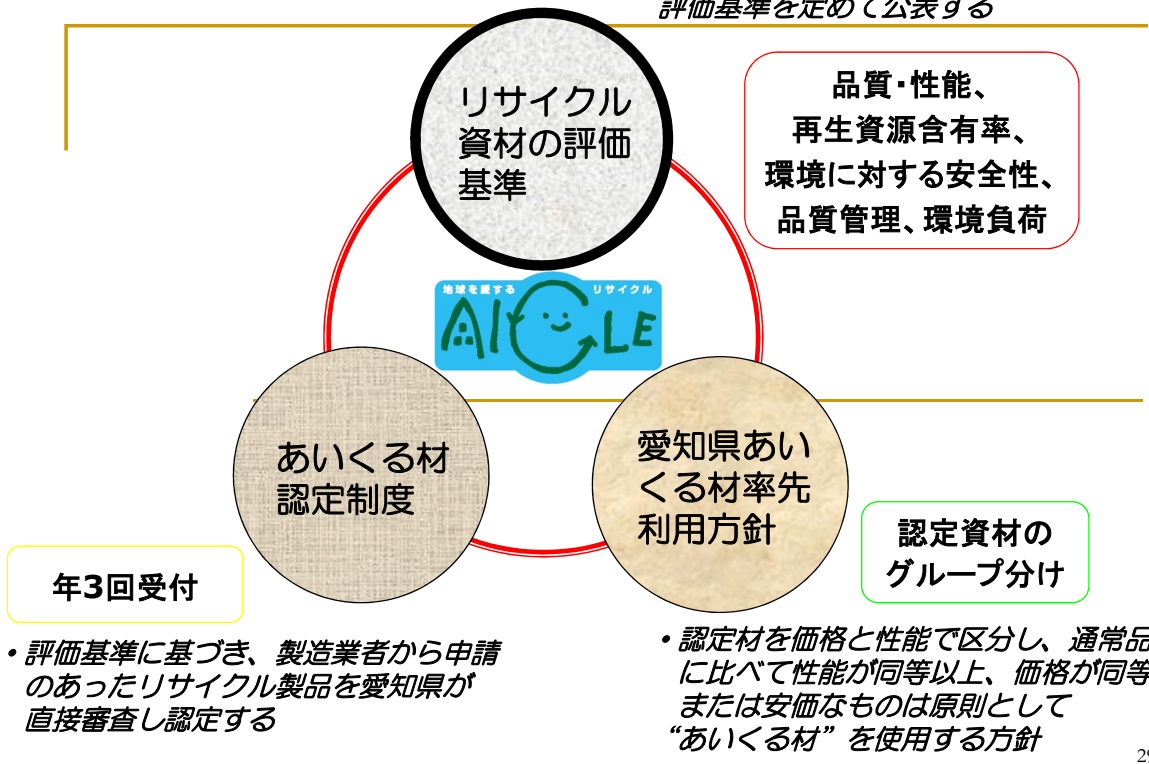 評価基準を定めて公表する
リサイクル
資材の評価
基準
品質・性能、
再生資源含有率、
環境に対する安全性、
品質管理、環境負荷
地球を愛する リサイクル
AICLE
あいくる材
認定制度
愛知県あい
くる材率先
利用方針
認定資材の
グループ分け
年3回受付
・評価基準に基づき、製造業者から申請
のあったリサイクル製品を愛知県が
直接審査し認定する
・認定材を価格と性能で区分し、通常品
に比べて性能が同等以上、価格が同等
または安価なものは原則として
“あいくる材”を使用する方針